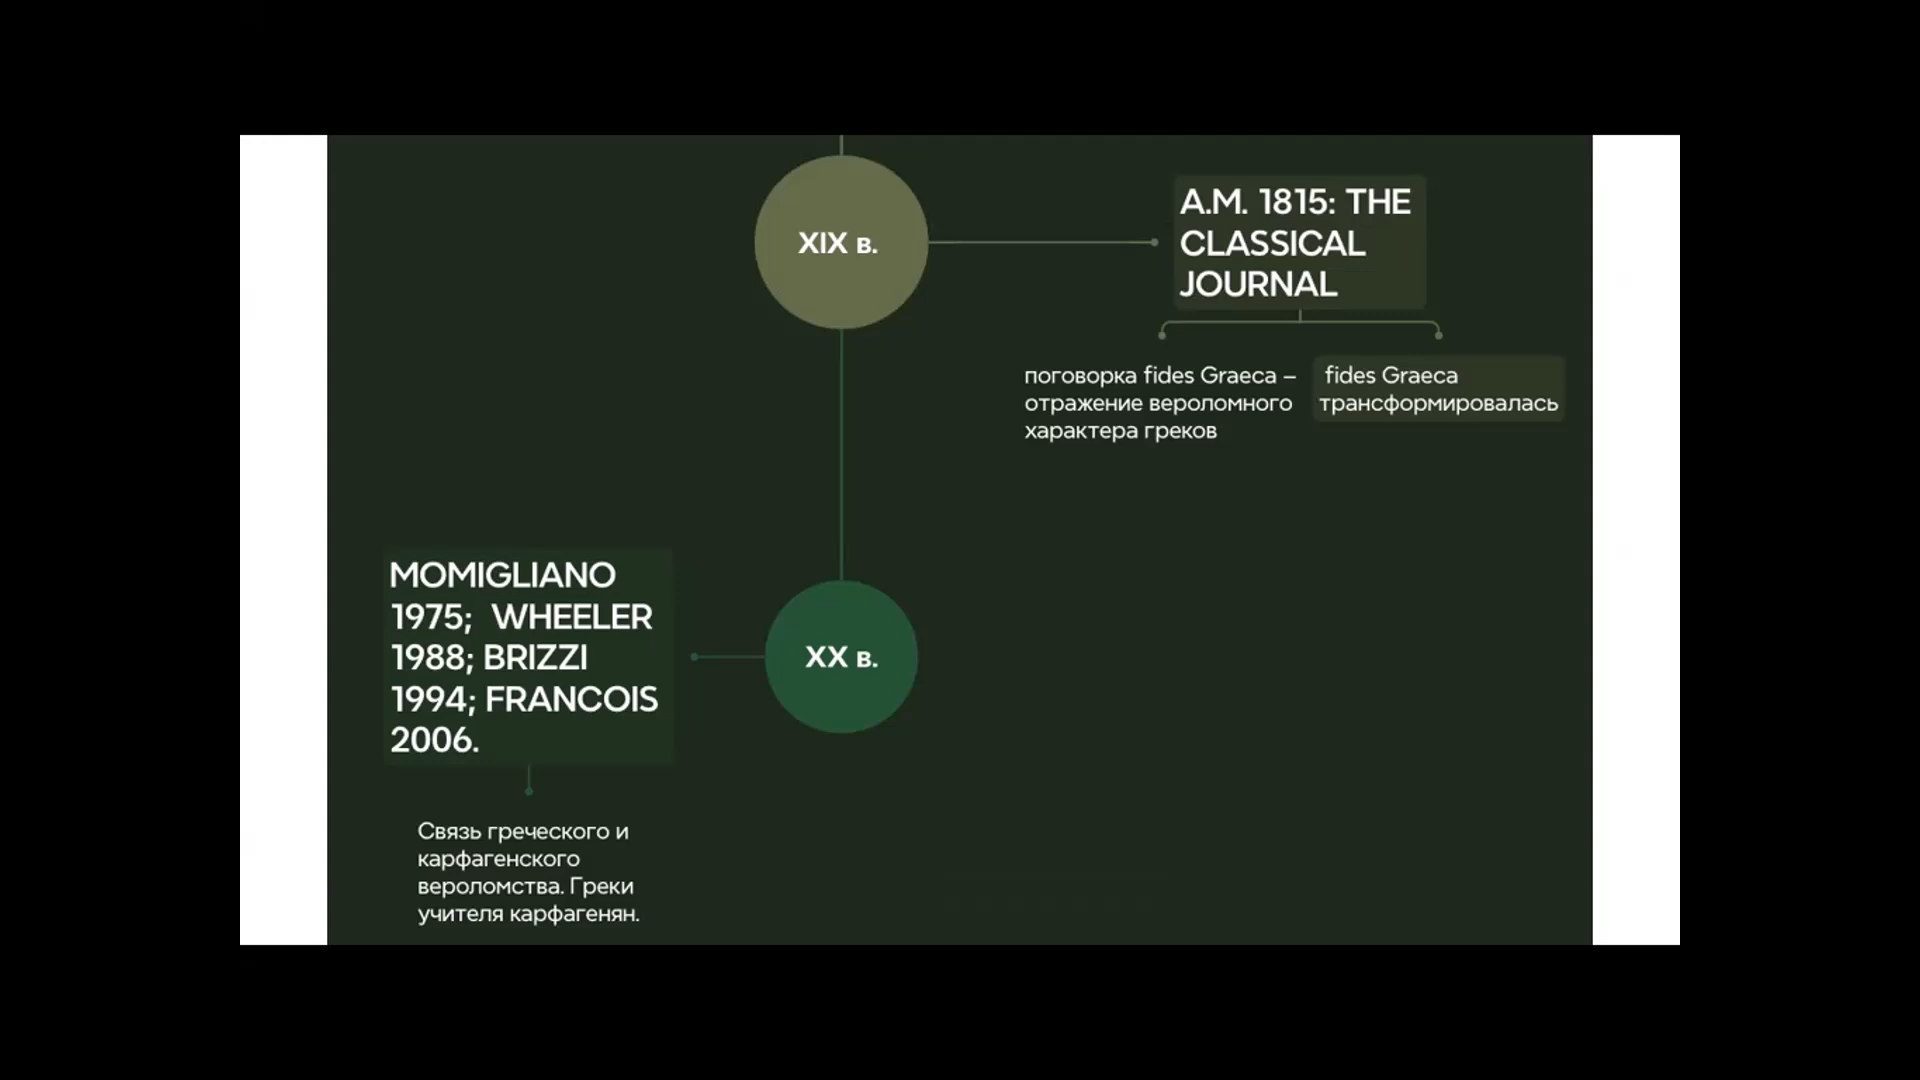 XIX в.
A.M. 1815: THE
CLASSICAL
JOURNAL
поговорка fides Graeca –
отражение вероломного
характера греков
fides Graeca
трансформировалась
XX в.
MOMIGLIANO
1975; WHEELER
1988; BRIZZI
1994; FRANCOIS
2006.
Связь греческого и
карфагенского
вероломства. Греки
учителя карфагенян.